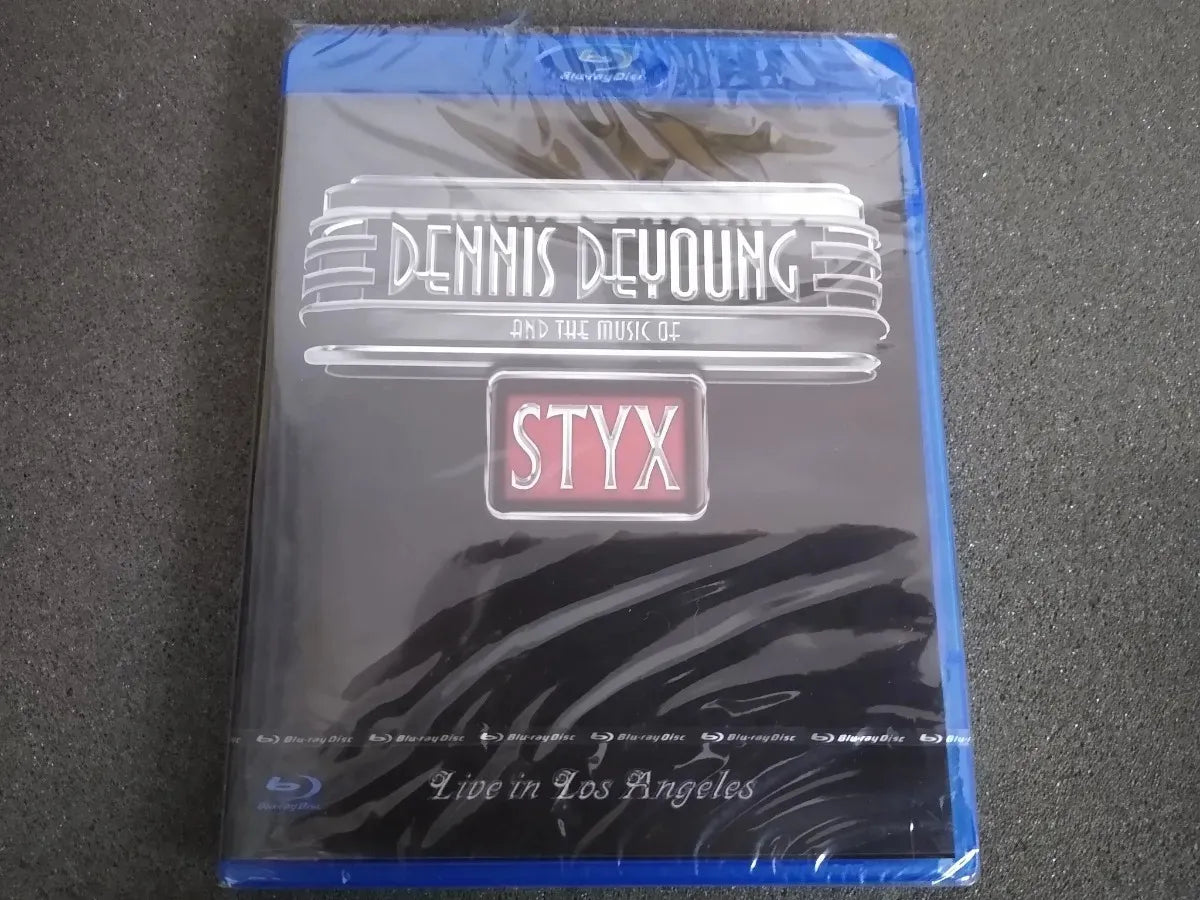 Blu-ray Disc
DENNIS DEYOUNG
AND THE MUSIC OF
STYX
Blu-ray Disc Blu-ray Disc Blu-ray Disc Blu-ray Disc Blu-ray Disc Blu-ray Disc Blu-r
Blu-ray Disc
Live in Los Angeles